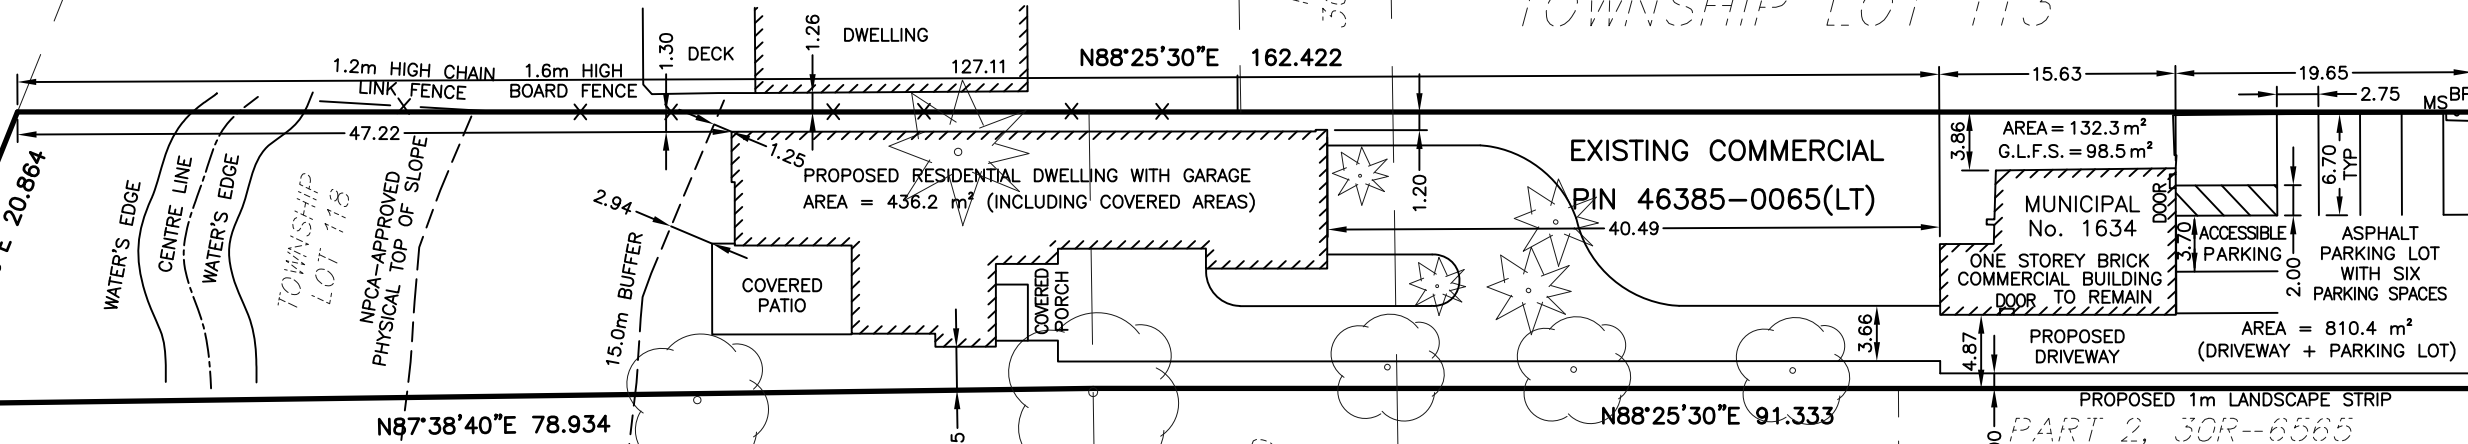 TOWNSHIP LOT 113
1.30
DECK
1.26
DWELLING
N88°25'30"E 162.422
127.11
15.63
19.65
1.2m HIGH CHAIN
LINK FENCE
1.6m HIGH
BOARD FENCE
2.75
MS
47.22
1.25
3.86
AREA = 132.3 m²
G.L.F.S. = 98.5 m²
6.70
TYP
20.864
WATER'S EDGE
CENTRE LINE
WATER'S EDGE
TOWNSHIP
LOT 118
NPCA-APPROVED
PHYSICAL TOP OF SLOPE
2.94
15.0m BUFFER
PROPOSED RESIDENTIAL DWELLING WITH GARAGE
AREA = 436.2 m² (INCLUDING COVERED AREAS)
1.20
EXISTING COMMERCIAL
PIN 46385-0065(LT)
40.49
MUNICIPAL
No. 1634
DOOR
ONE STOREY BRICK
COMMERCIAL BUILDING
DOOR TO REMAIN
3.70
ACCESSIBLE
PARKING
2.00
ASPHALT
PARKING LOT
WITH SIX
PARKING SPACES
COVERED
PATIO
COVERED
PORCH
3.66
4.87
PROPOSED
DRIVEWAY
AREA = 810.4 m²
(DRIVEWAY + PARKING LOT)
N87°38'40"E 78.934
N88°25'30"E 91.333
PROPOSED 1m LANDSCAPE STRIP
PART 2, 30R-6565